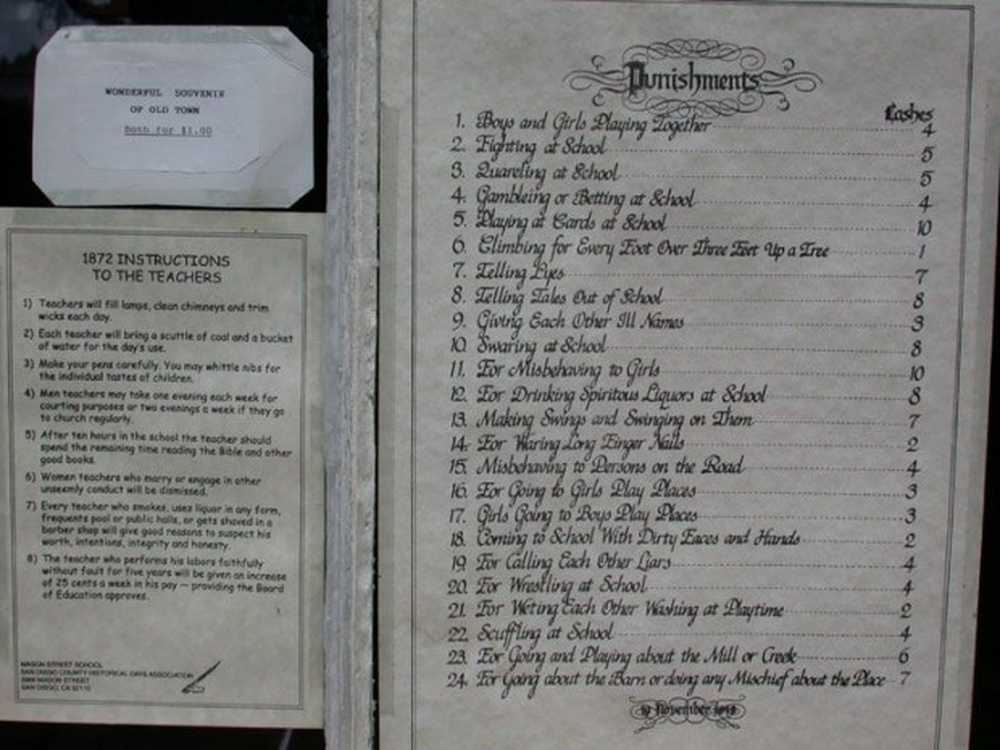 WONDERFUL SOUVENIR
OF OLD TOWN
Both for $1.00
1872 INSTRUCTIONS
TO THE TEACHERS
1) Teachers will fill lamps, clean chimneys and trim
wicks each day.
2) Each teacher will bring a scuttle of coal and a bucket
of water for the day's use.
3) Make your pens carefully. You may whittle nibs for
the individual tastes of children.
4) Men teachers may take one evening each week for
courting purposes or two evenings a week if they go
to church regularly.
5) After ten hours in the school the teacher should
spend the remaining time reading the Bible and other
good books.
6) Women teachers who marry or engage in other
unseemly conduct will be dismissed.
7) Every teacher who smokes, uses liquor in any form,
frequents pool or public halls, or gets shaved in a
barber shop will give good reasons to suspect his
worth, intentions, integrity and honesty.
8) The teacher who performs his labors faithfully
without fault for five years will be given an increase
of 25 cents a week in his pay — providing the Board
of Education approves.
MASON STREET SCHOOL
SAN DIEGO COUNTY HISTORICAL DAYS ASSOCIATION
MASON STREET
SAN DIEGO, CA 92110
Punishments
Lashes
1. Boys and Girls Playing Together 4
2. Fighting at School 5
3. Quareling at School 5
4. Gambleing or Betting at School 4
5. Playing at Cards at School 10
6. Climbing for Every Foot Over Three Feet Up a Tree 1
7. Telling Lyes 7
8. Telling Tales Out of School 8
9. Giving Each Other Ill Names 3
10. Swaring at School 8
11. For Misbehaving to Girls 10
12. For Drinking Spiritous Liquors at School 8
13. Making Swings and Swinging on Them 7
14. For Waring Long Finger Nails 2
15. Misbehaving to Persons on the Road 4
16. For Going to Girls Play Places 3
17. Girls Going to Boys Play Places 3
18. Coming to School With Dirty Faces and Hands 2
19. For Calling Each Other Liars 4
20. For Wrestling at School 4
21. For Weting Each Other Washing at Playtime 2
22. Scuffling at School 4
23. For Going and Playing about the Mill or Creek 6
24. For Going about the Barn or doing any Mischief about the Place 7
November